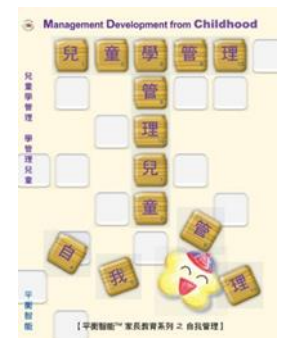 Management Development from Childhood
兒童學管理
管
理
兒
童
自我管理
兒童學管理 學管理兒童
平衡智能
【平衡智能™ 家長教育系列 之 自我管理】